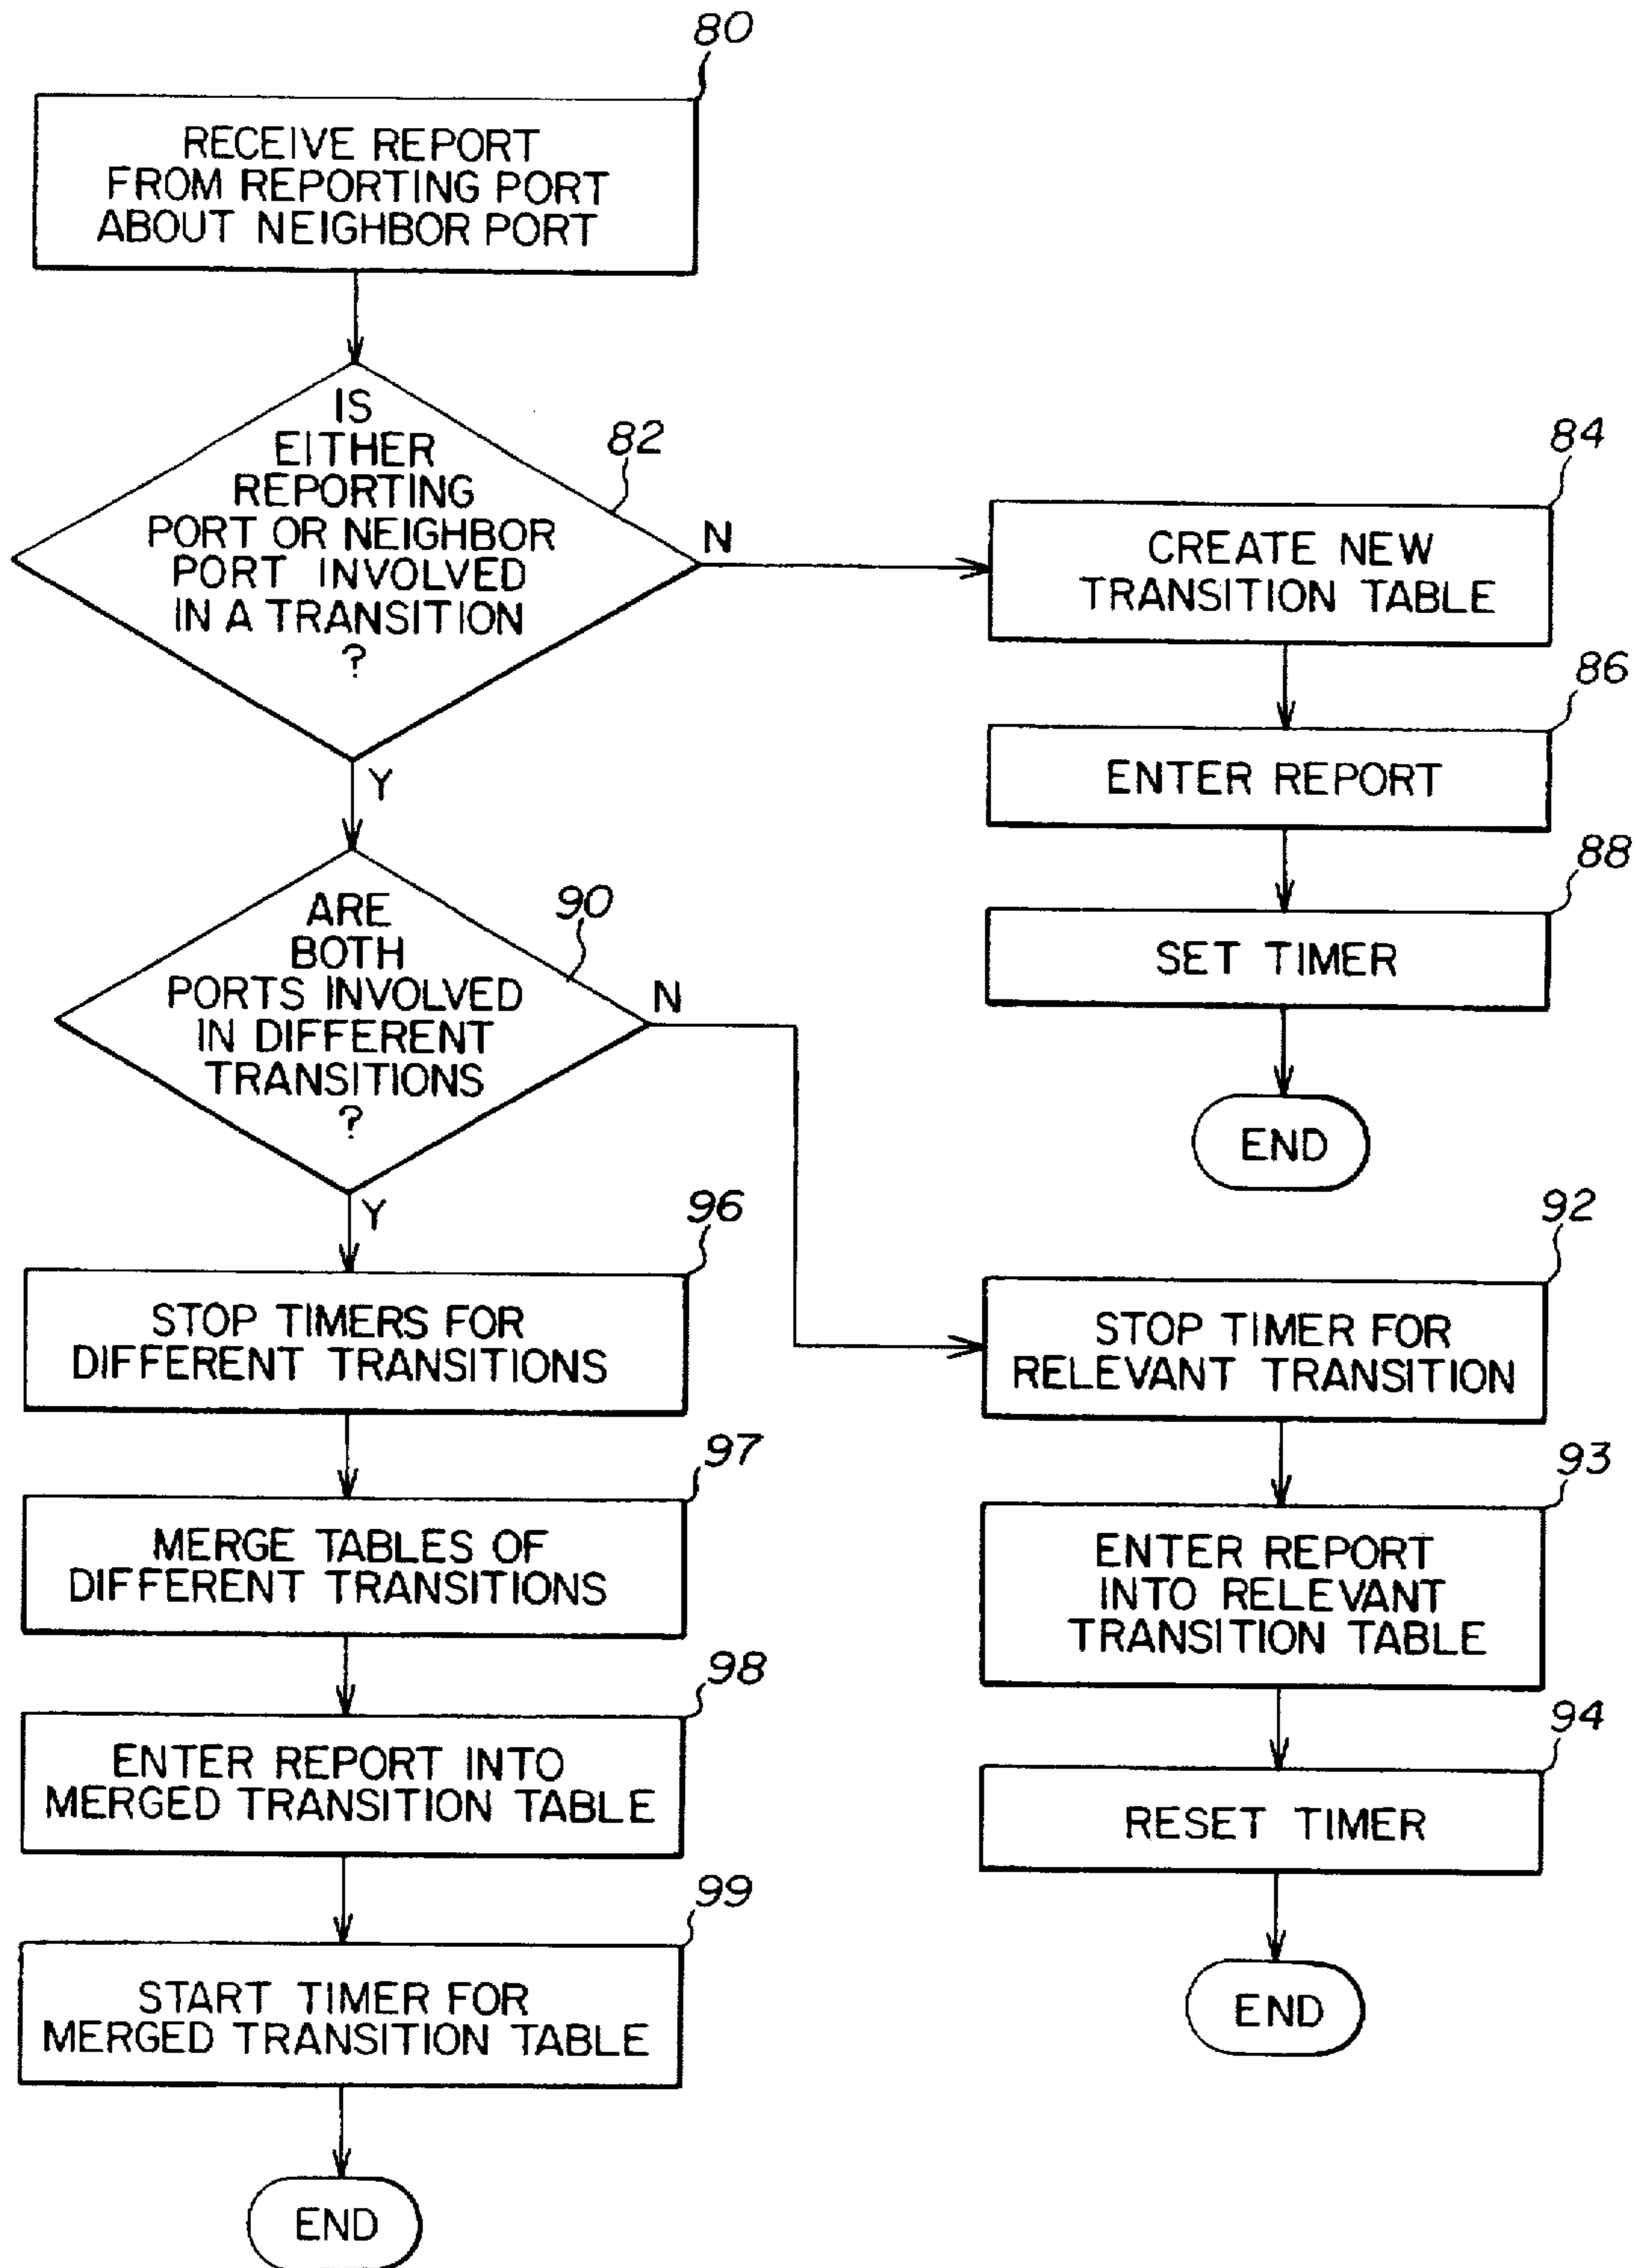 80
RECEIVE REPORT
FROM REPORTING PORT
ABOUT NEIGHBOR PORT
IS
EITHER
REPORTING
PORT OR NEIGHBOR
PORT INVOLVED
IN A TRANSITION
?
82
N
Y
84
CREATE NEW
TRANSITION TABLE
86
ENTER REPORT
88
SET TIMER
END
ARE
BOTH
PORTS INVOLVED
IN DIFFERENT
TRANSITIONS
?
90
N
Y
92
STOP TIMER FOR
RELEVANT TRANSITION
93
ENTER REPORT
INTO RELEVANT
TRANSITION TABLE
94
RESET TIMER
END
96
STOP TIMERS FOR
DIFFERENT TRANSITIONS
97
MERGE TABLES OF
DIFFERENT TRANSITIONS
98
ENTER REPORT INTO
MERGED TRANSITION TABLE
99
START TIMER FOR
MERGED TRANSITION TABLE
END